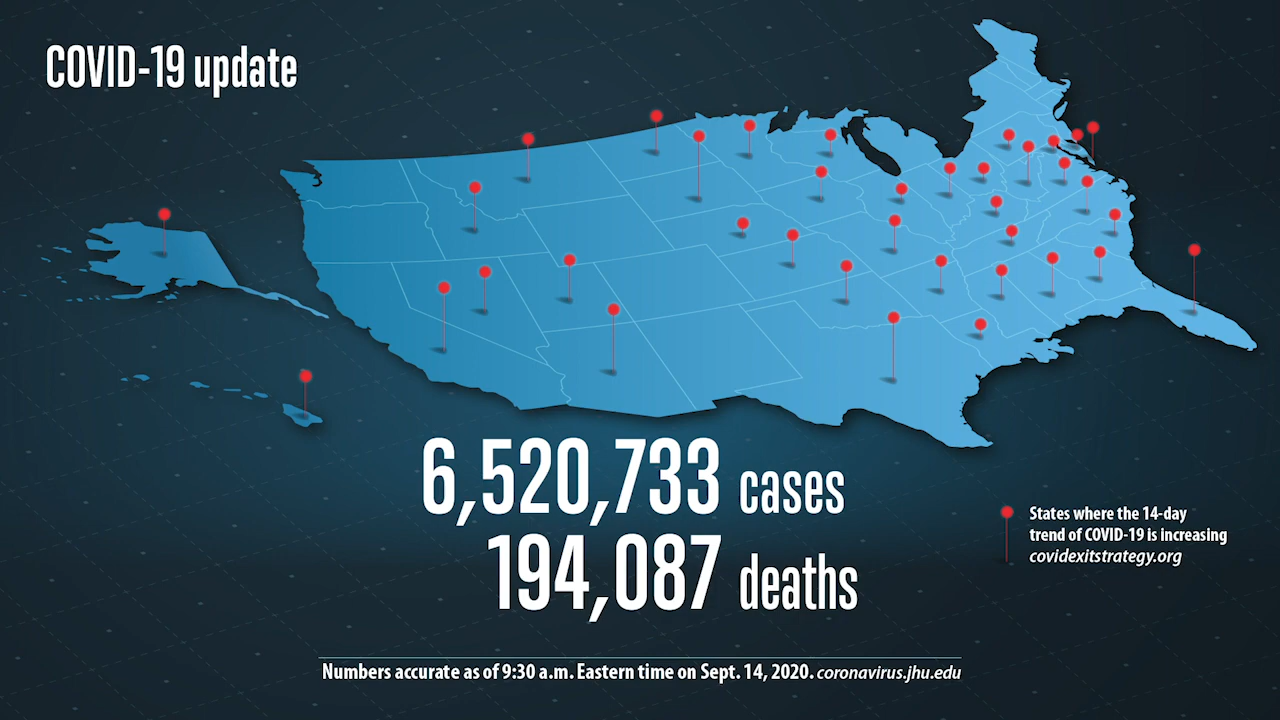 COVID-19 update
6,520,733 cases
194,087 deaths
States where the 14-day
trend of COVID-19 is increasing
covidexitstrategy.org
Numbers accurate as of 9:30 a.m. Eastern time on Sept. 14, 2020. coronavirus.jhu.edu